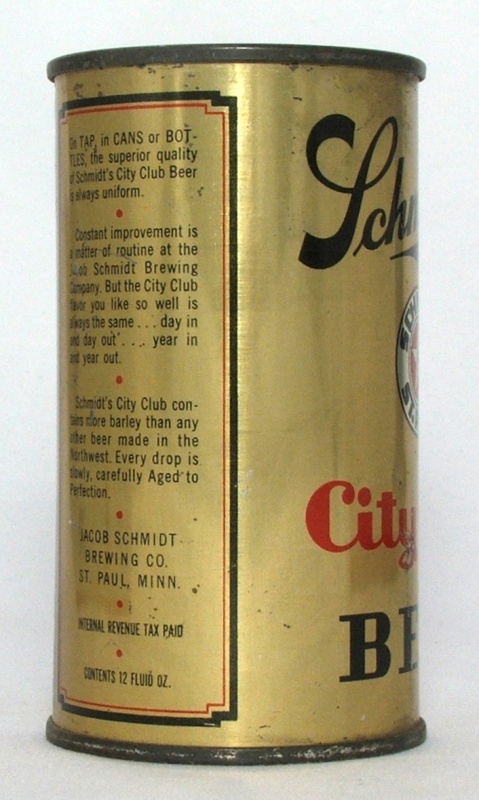 On TAP, in CANS or BOT-
TLES, the superior quality
of Schmidt's City Club Beer
is always uniform.
Constant improvement is
a matter of routine at the
Jacob Schmidt Brewing
Company. But the City Club
flavor you like so well is
always the same . . . day in
and day out . . . year in
and year out.
Schmidt's City Club con-
tains more barley than any
other beer made in the
Northwest. Every drop is
slowly, carefully Aged to
Perfection.
JACOB SCHMIDT
BREWING CO.
ST. PAUL, MINN.
INTERNAL REVENUE TAX PAID
CONTENTS 12 FLUID OZ.
Schm
SCH
ST.
City
BE